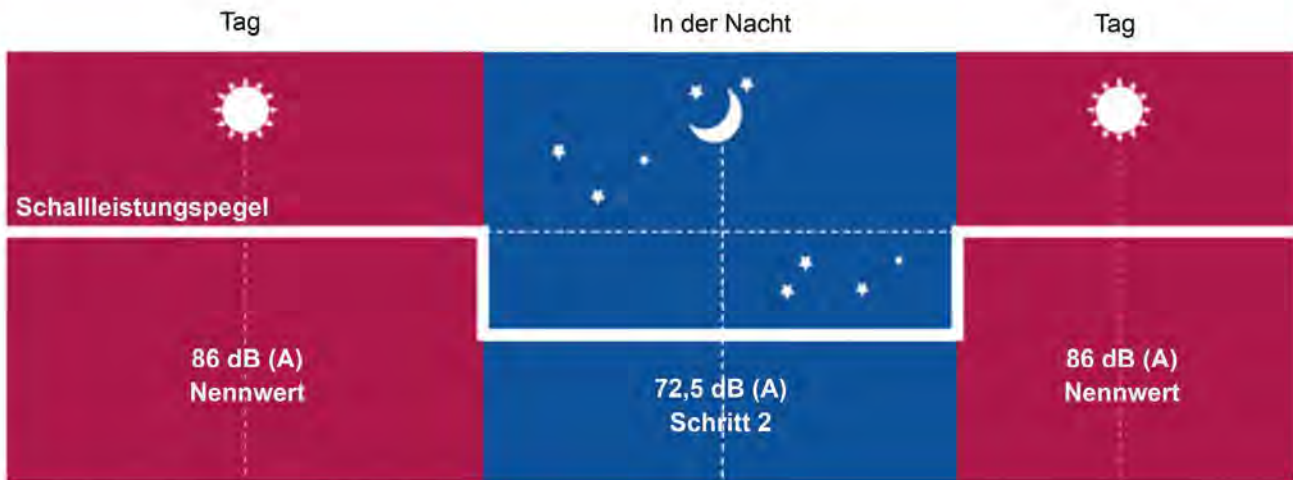 Tag
In der Nacht
Tag
Schallleistungspegel
86 dB (A)
Nennwert
72,5 dB (A)
Schritt 2
86 dB (A)
Nennwert